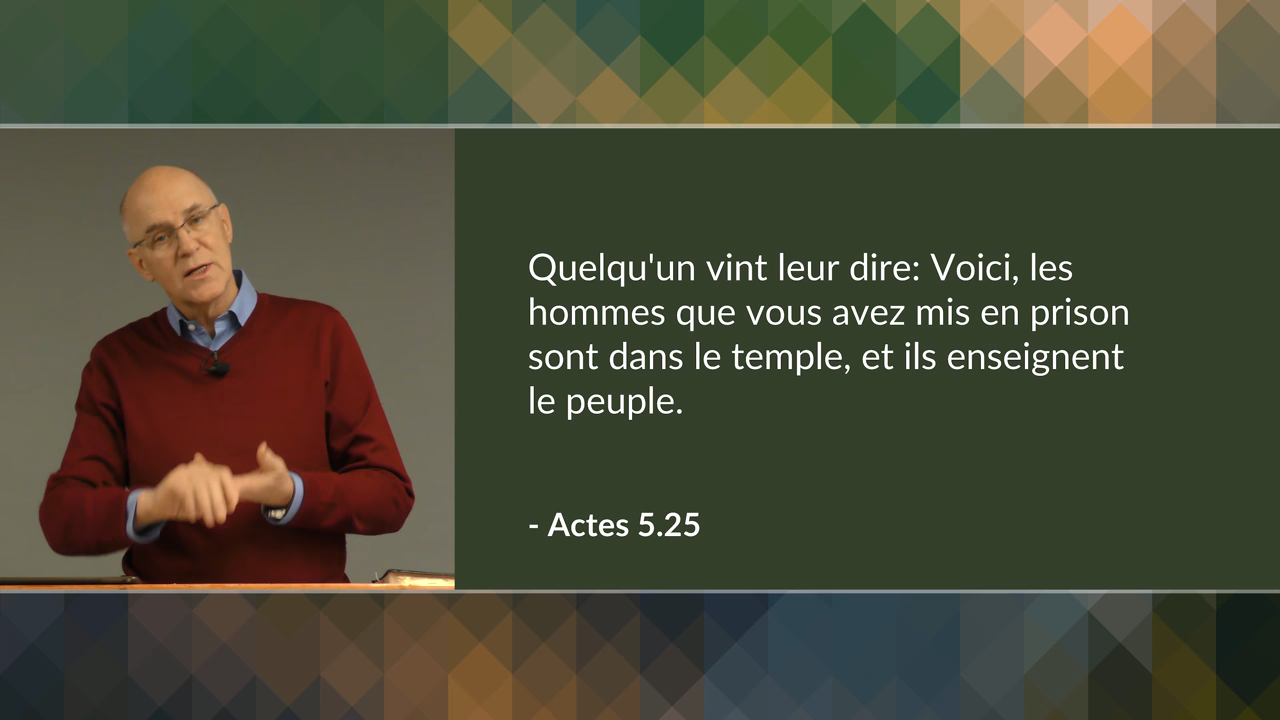 Quelqu'un vint leur dire: Voici, les
hommes que vous avez mis en prison
sont dans le temple, et ils enseignent
le peuple.
- Actes 5.25